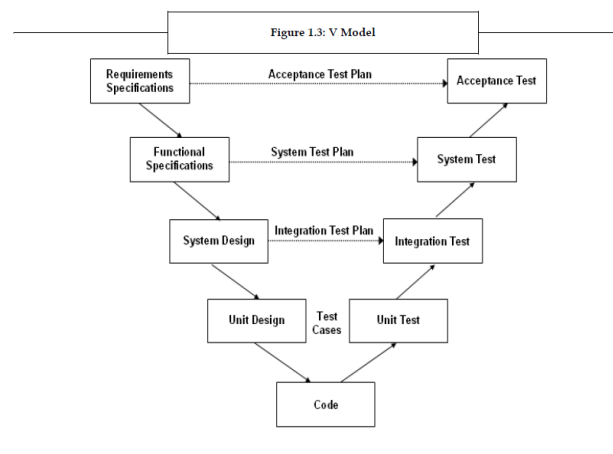 Figure 1.3: V Model
Requirements
Specifications
Acceptance Test Plan
Acceptance Test
Functional
Specifications
System Test Plan
System Test
System Design
Integration Test Plan
Integration Test
Unit Design
Test
Cases
Unit Test
Code